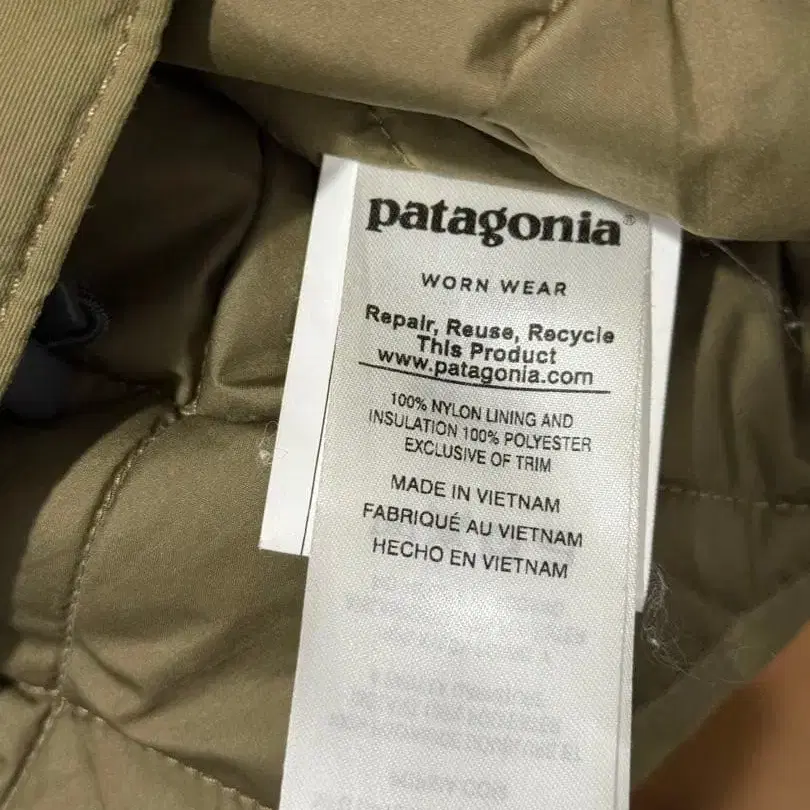 patagonia®
WORN WEAR
Repair, Reuse, Recycle
This Product
www.patagonia.com
100% NYLON LINING AND
INSULATION 100% POLYESTER
EXCLUSIVE OF TRIM
MADE IN VIETNAM
FABRIQUÉ AU VIETNAM
HECHO EN VIETNAM